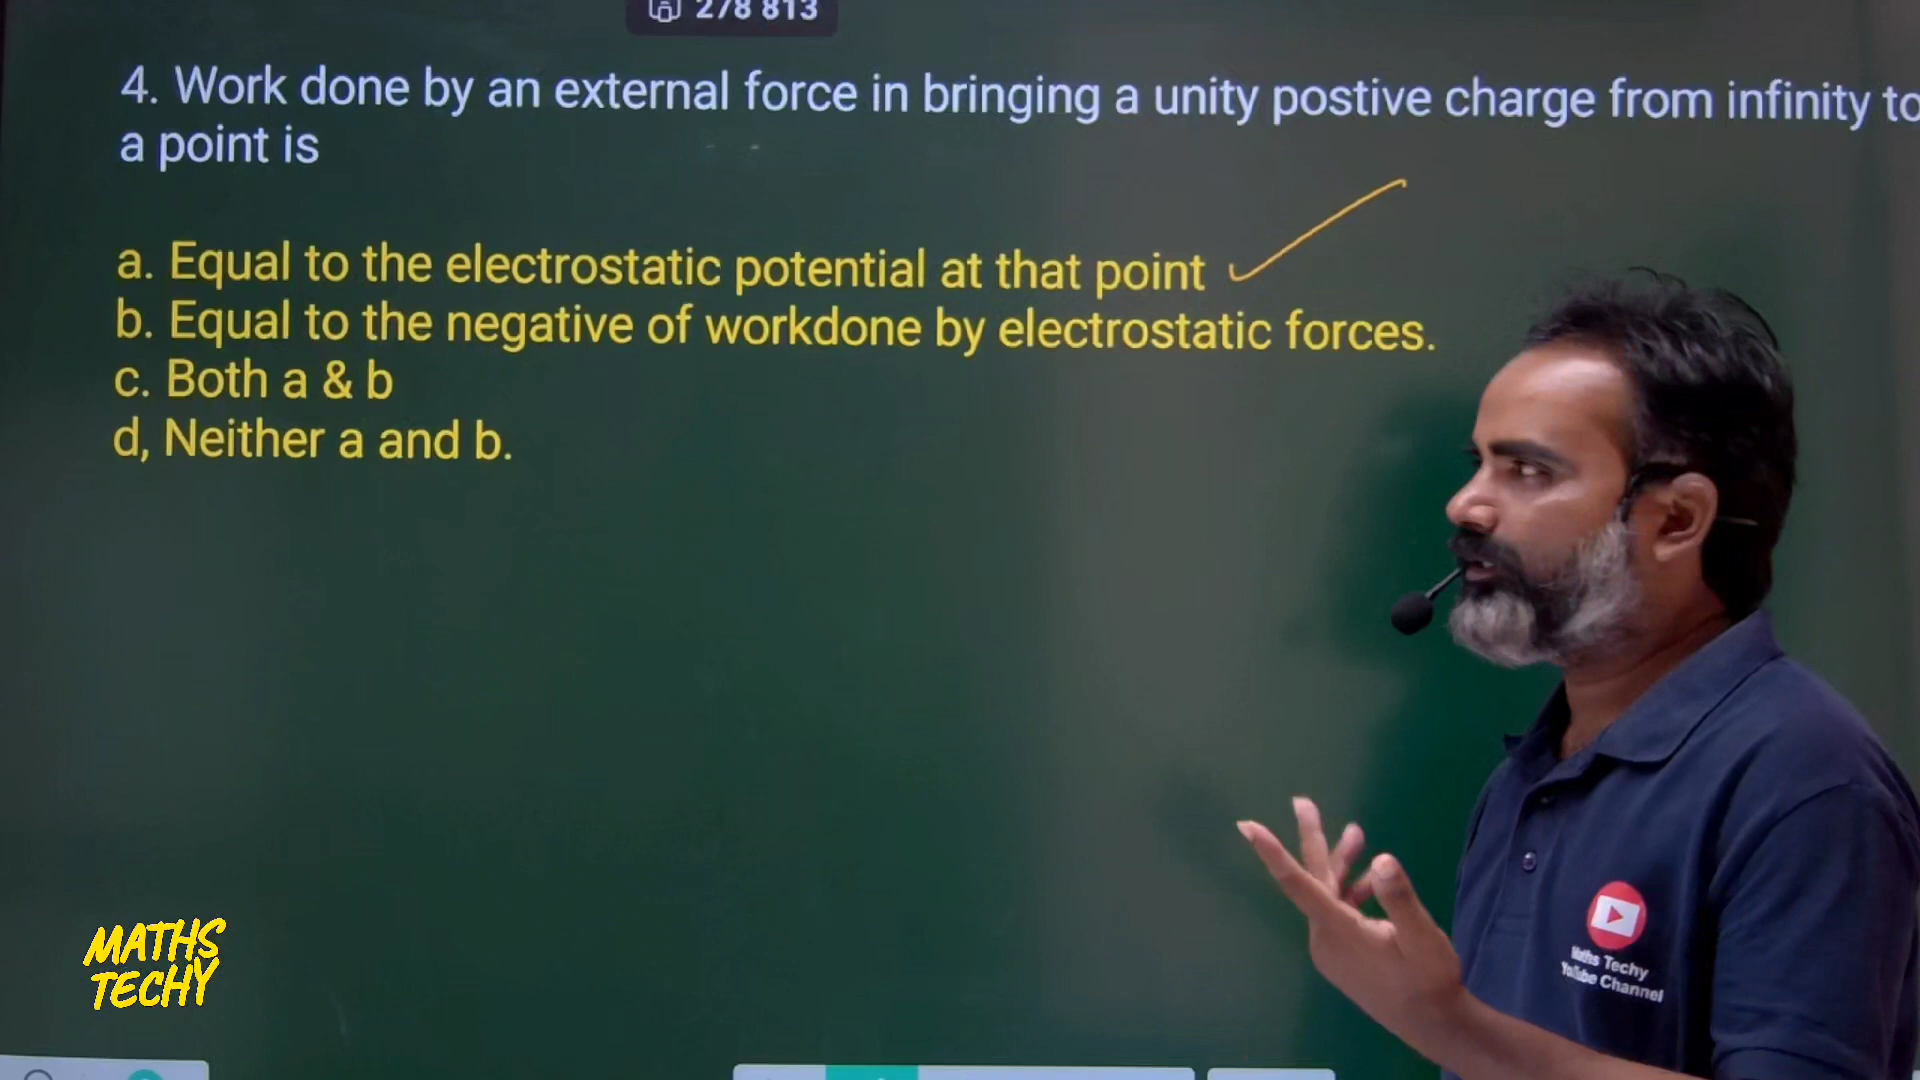 278 813
4. Work done by an external force in bringing a unity postive charge from infinity to
a point is
a. Equal to the electrostatic potential at that point
b. Equal to the negative of workdone by electrostatic forces.
c. Both a & b
d, Neither a and b.
MATHS
TECHY
Maths Techy
YouTube Channel